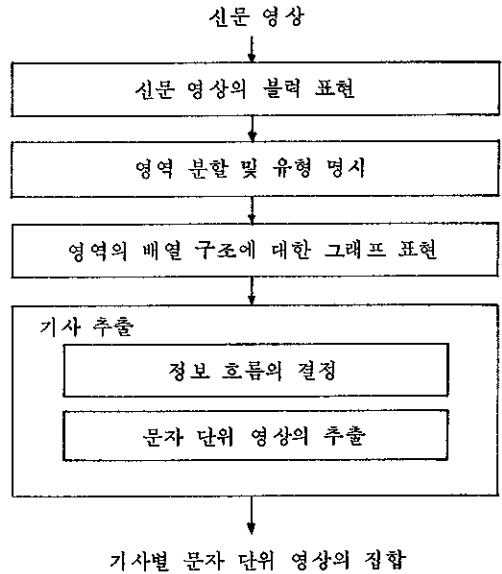 신문 영상
신문 영상의 블럭 표현
영역 분할 및 유형 명시
영역의 배열 구조에 대한 그래프 표현
기사 추출
정보 흐름의 결정
문자 단위 영상의 추출
기사별 문자 단위 영상의 집합